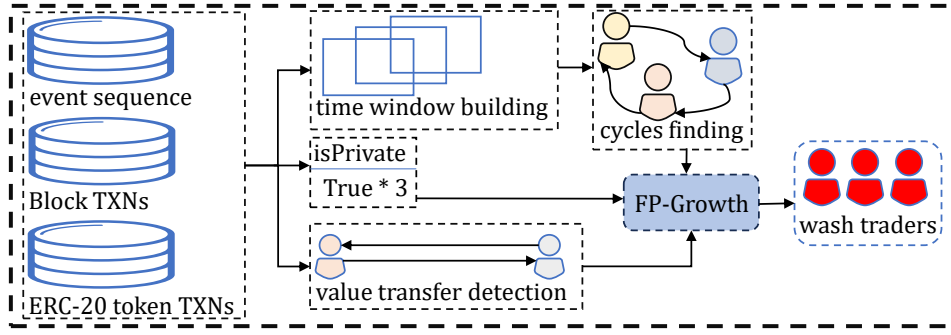 event sequence
Block TXNs
ERC-20 token TXNs
time window building
isPrivate
True * 3
value transfer detection
cycles finding
FP-Growth
wash traders